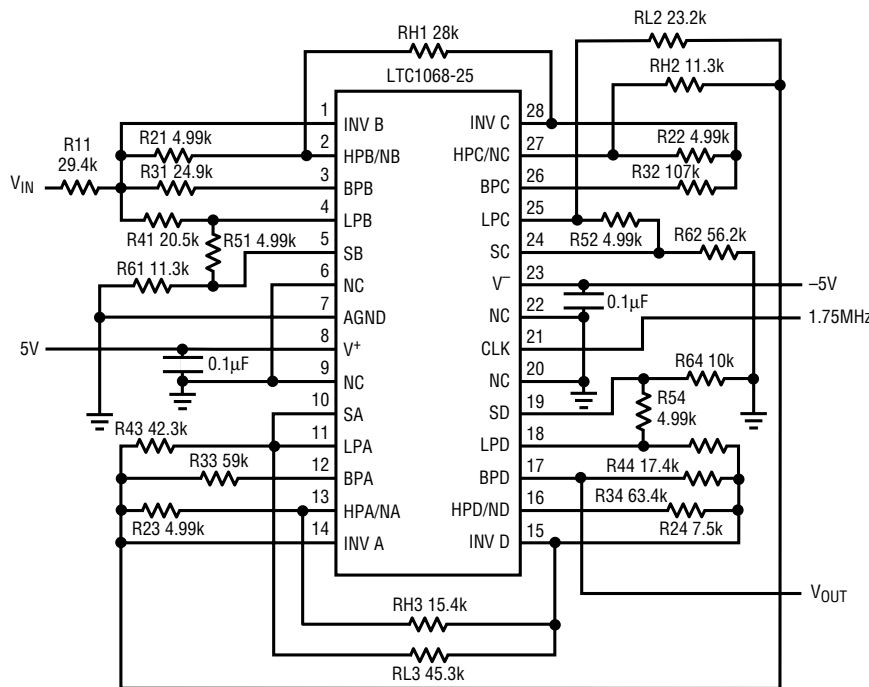 RL2 23.2k
RH1 28k
LTC1068-25
RH2 11.3k
R11
29.4k
VIN
R21 4.99k
R31 24.9k
R41 20.5k
R51 4.99k
R61 11.3k
5V
0.1µF
R43 42.3k
R33 59k
R23 4.99k
1 INV B
2 HPB/NB
3 BPB
4 LPB
5 SB
6 NC
7 AGND
8 V+
9 NC
10 SA
11 LPA
12 BPA
13 HPA/NA
14 INV A
INV C 28
HPC/NC 27
BPC 26
LPC 25
SC 24
V– 23
NC 22
CLK 21
NC 20
SD 19
LPD 18
BPD 17
HPD/ND 16
INV D 15
R22 4.99k
R32 107k
R52 4.99k
R62 56.2k
–5V
0.1µF
1.75MHz
R64 10k
R54
4.99k
R44 17.4k
R34 63.4k
R24 7.5k
VOUT
RH3 15.4k
RL3 45.3k